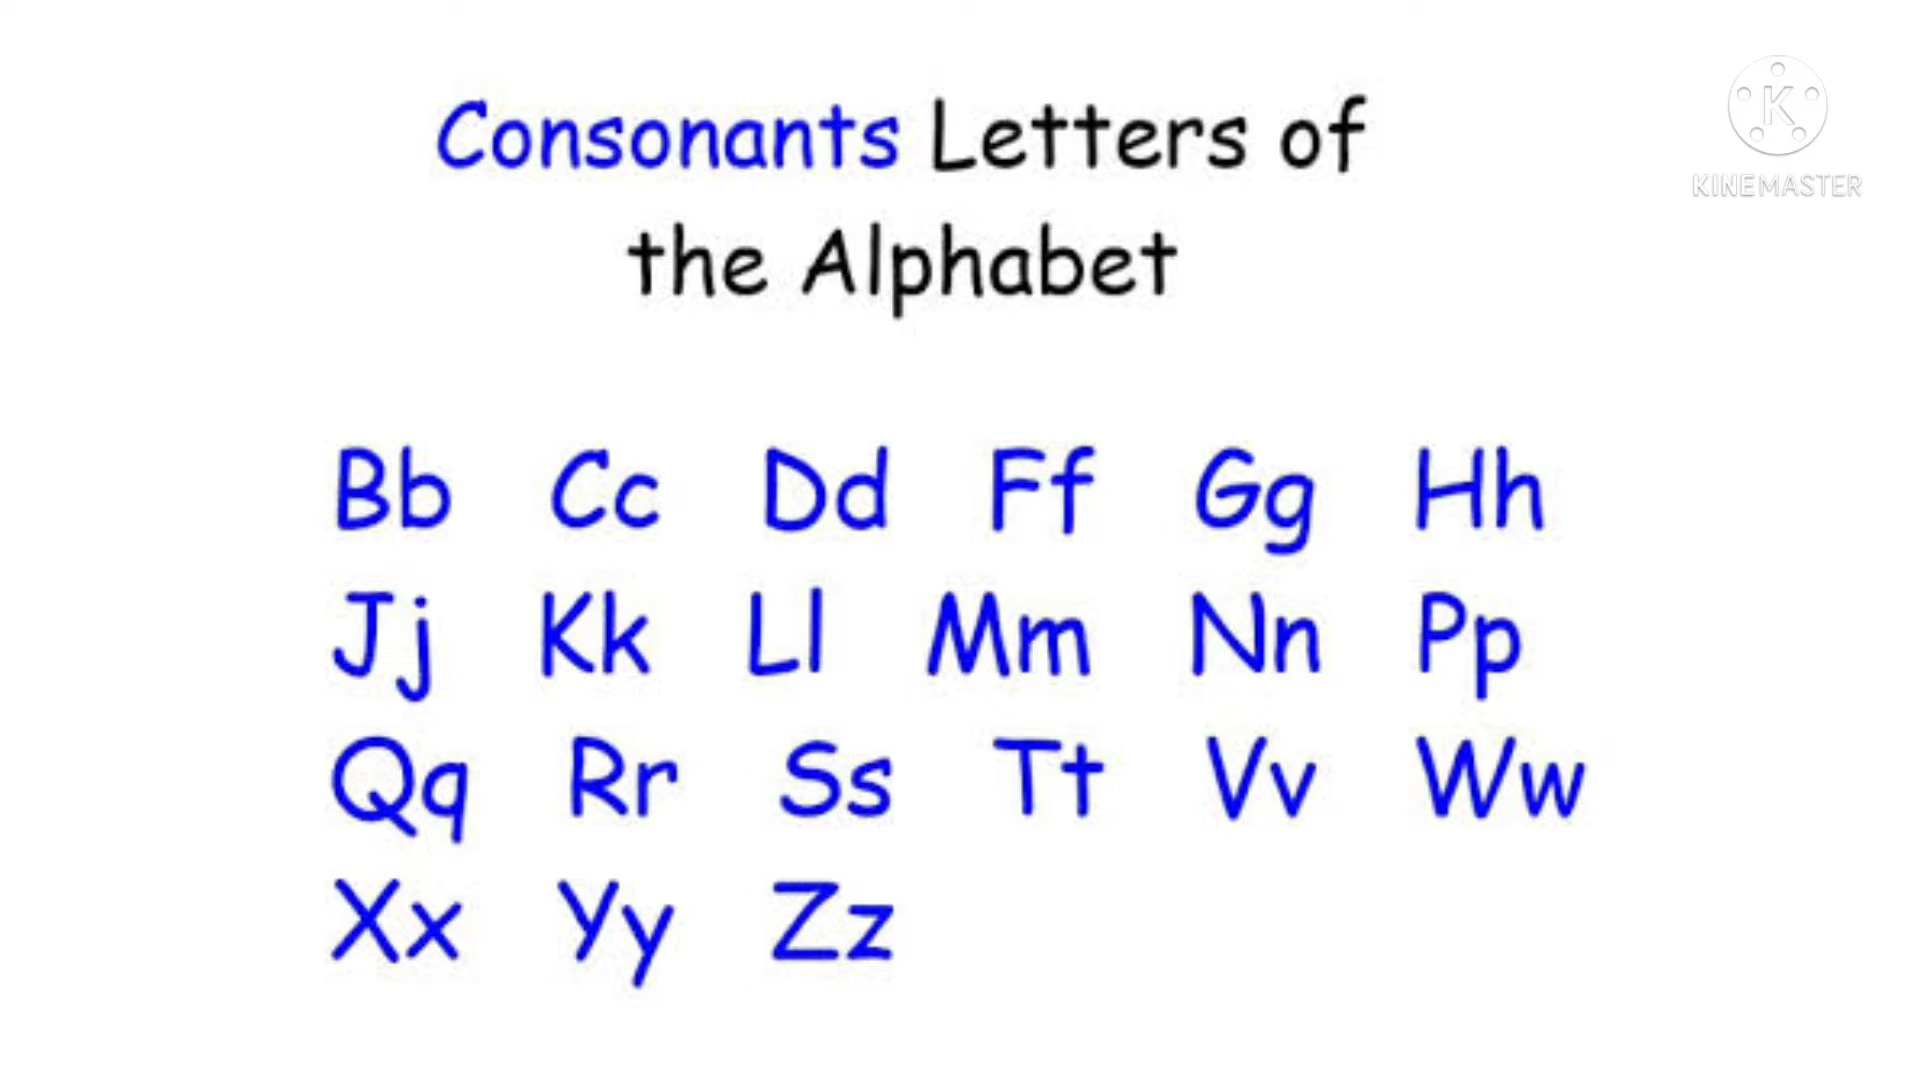 Consonants Letters of
the Alphabet
K
KINEMASTER
Bb Cc Dd Ff Gg Hh
Jj Kk Ll Mm Nn Pp
Qq Rr Ss Tt Vv Ww
Xx Yy Zz